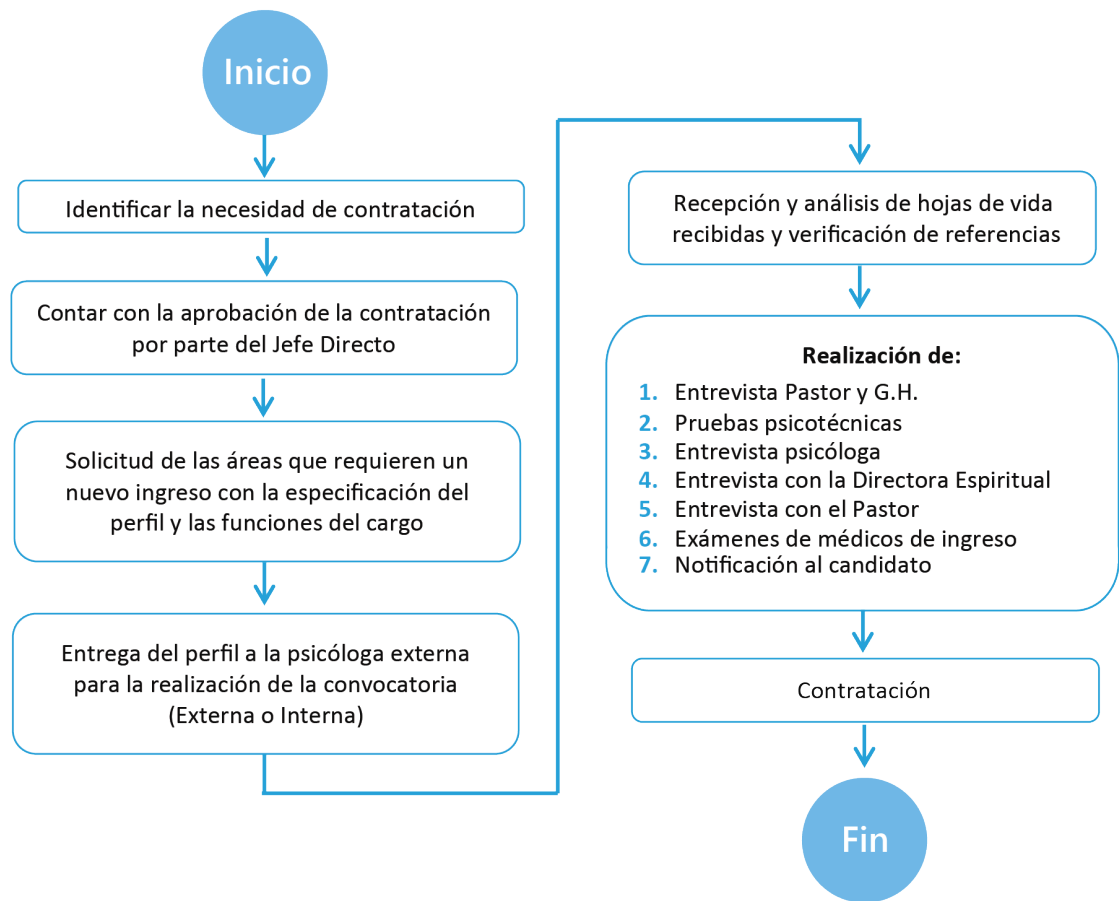 Inicio
Identificar la necesidad de contratación
Contar con la aprobación de la contratación
por parte del Jefe Directo
Solicitud de las áreas que requieren un
nuevo ingreso con la especificación del
perfil y las funciones del cargo
Entrega del perfil a la psicóloga externa
para la realización de la convocatoria
(Externa o Interna)
Recepción y análisis de hojas de vida
recibidas y verificación de referencias
Realización de:
1. Entrevista Pastor y G.H.
2. Pruebas psicotécnicas
3. Entrevista psicóloga
4. Entrevista con la Directora Espiritual
5. Entrevista con el Pastor
6. Exámenes de médicos de ingreso
7. Notificación al candidato
Contratación
Fin